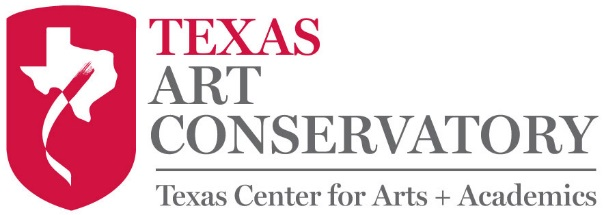 TEXAS
ART
CONSERVATORY
Texas Center for Arts + Academics